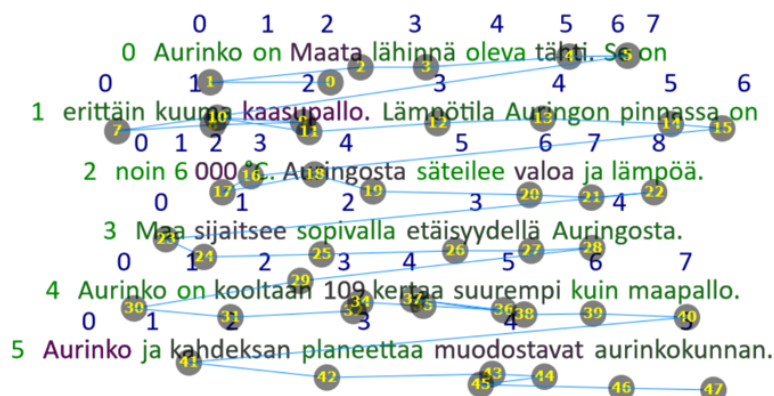 0 1 2 3 4 5 6 7
0 Aurinko on Maata lähinnä oleva tähti. Se on
0 1 2 3 4 5 6
1 erittäin kuuma kaasupallo. Lämpötila Auringon pinnassa on
0 1 2 3 4 5 6 7 8
2 noin 6 000 °C. Auringosta säteilee valoa ja lämpöä.
0 1 2 3 4
3 Maa sijaitsee sopivalla etäisyydellä Auringosta.
0 1 2 3 4 5 6 7
4 Aurinko on kooltaan 109 kertaa suurempi kuin maapallo.
0 1 2 3 4 5
5 Aurinko ja kahdeksan planeettaa muodostavat aurinkokunnan.